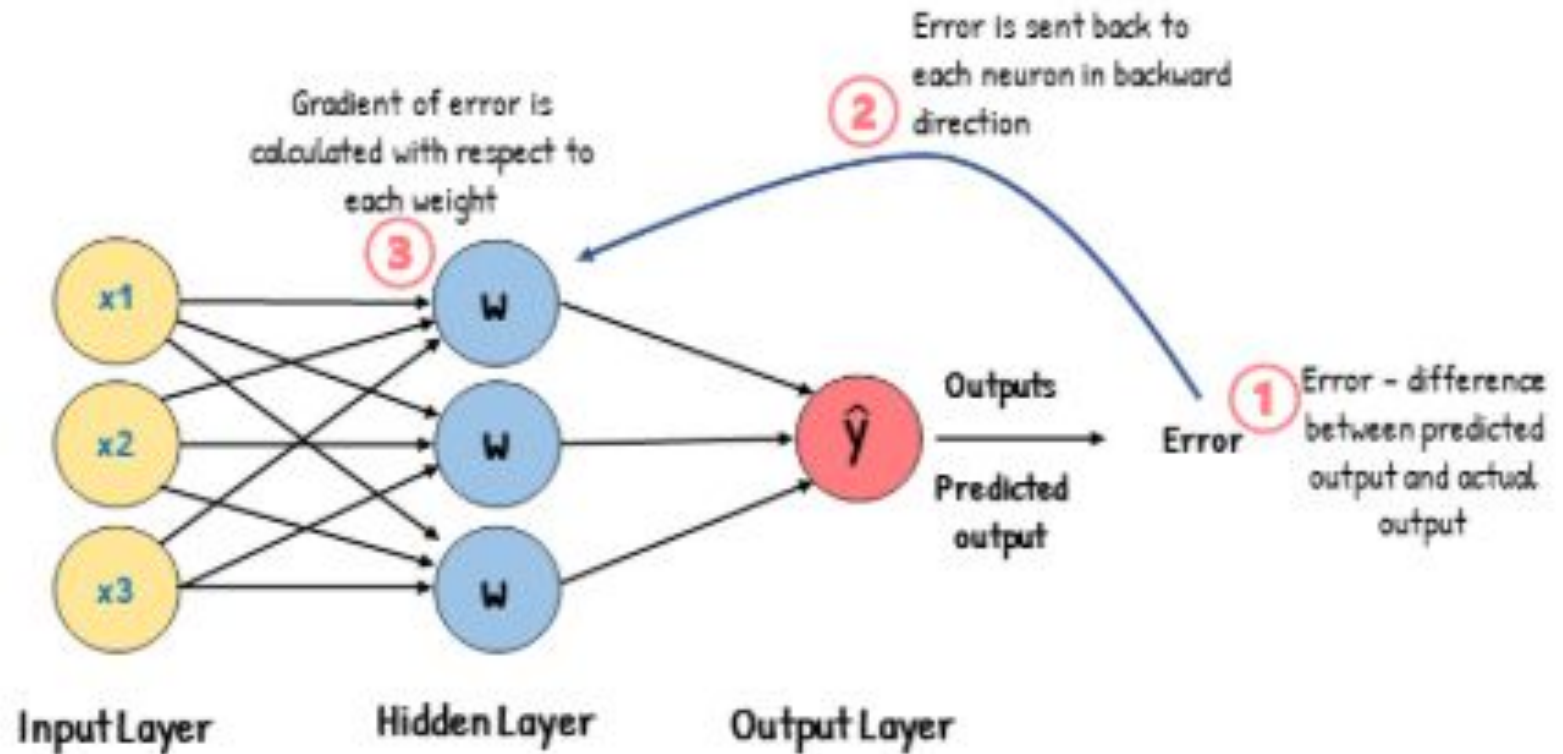 Error is sent back to
each neuron in backward
direction
2
Gradient of error is
calculated with respect to
each weight
3
x1
x2
x3
w
w
w
ŷ
Outputs
Predicted
output
Error
1
Error - difference
between predicted
output and actual
output
Input Layer
Hidden Layer
Output Layer